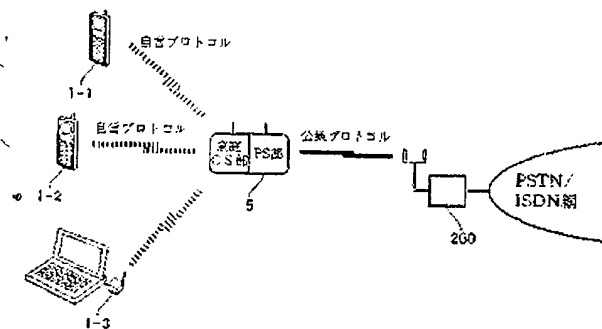 自営プロトコル
1-1
自営プロトコル
1-2
家庭
CS部
PS部
5
公衆プロトコル
200
PSTN/
ISDN網
1-3